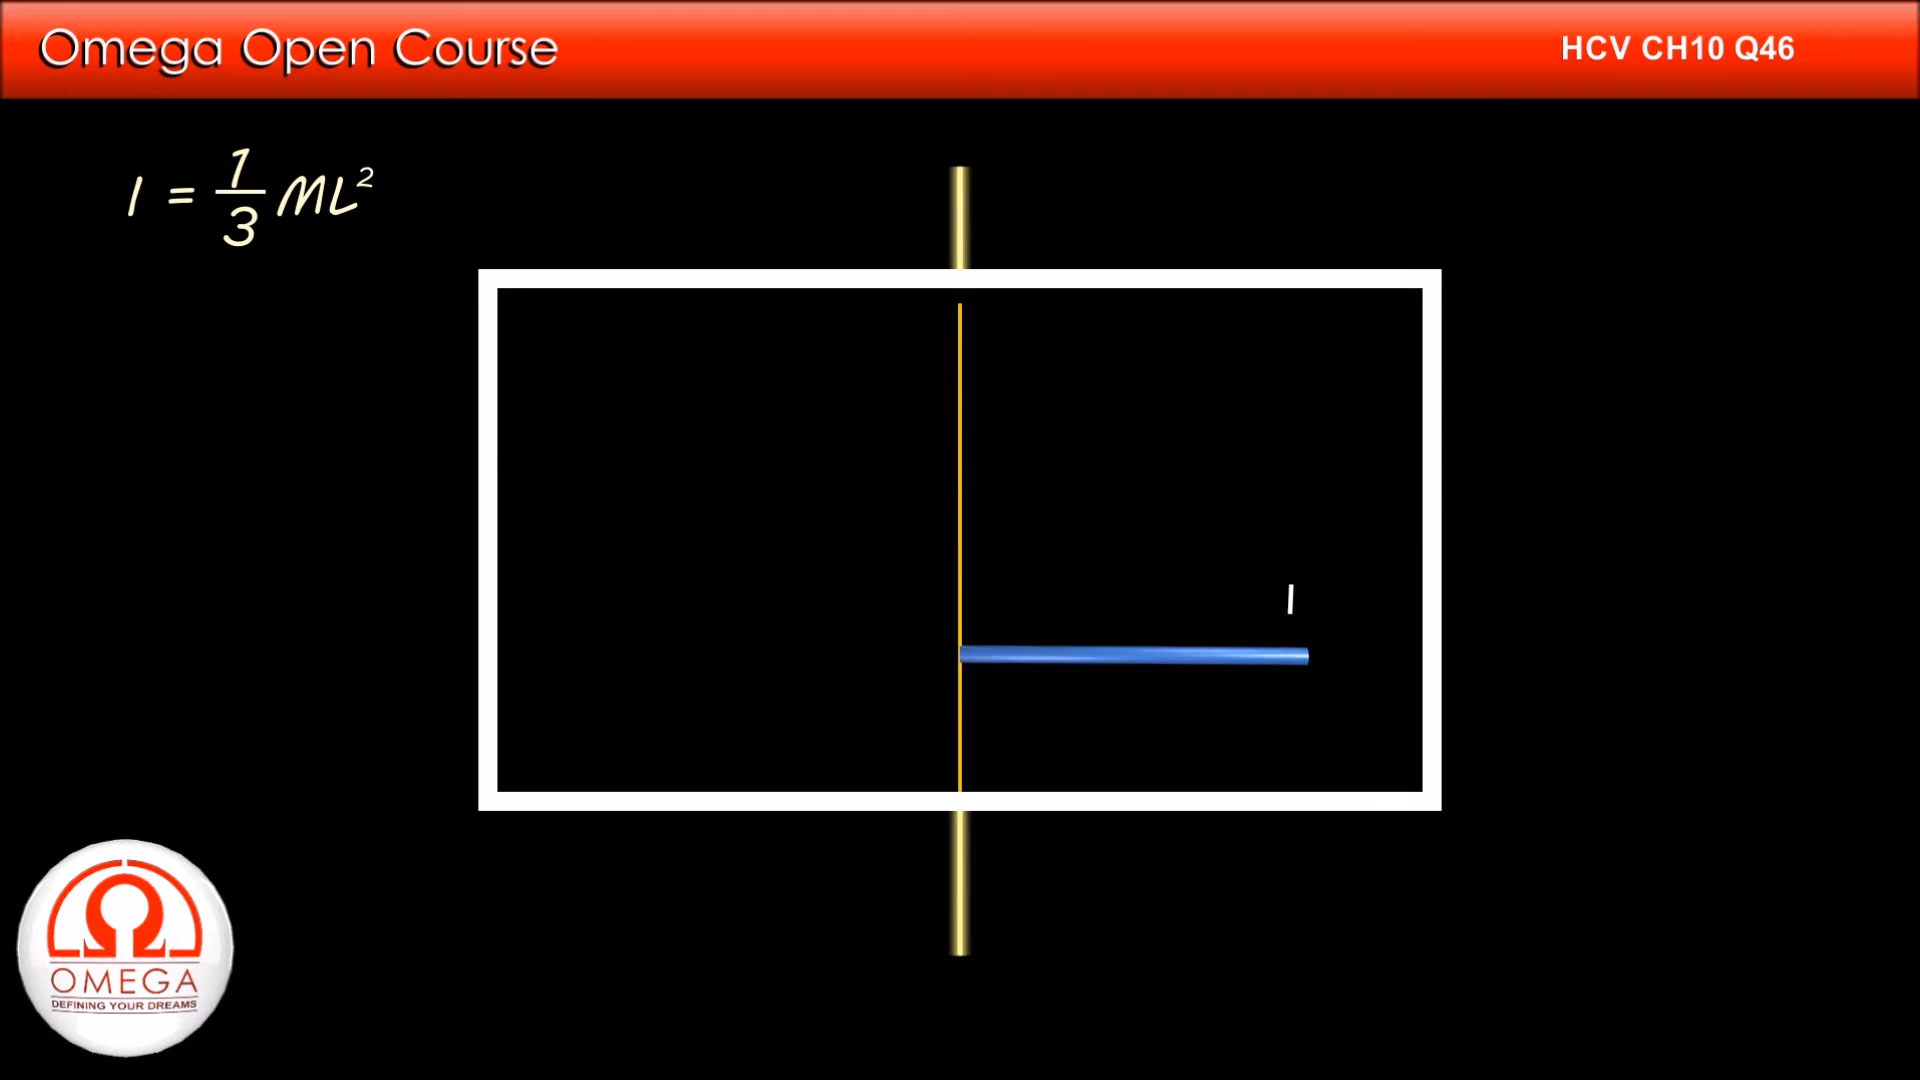 Omega Open Course
HCV CH10 Q46
I = 1/3 ML²
I
Ω
OMEGA
DEFINING YOUR DREAMS